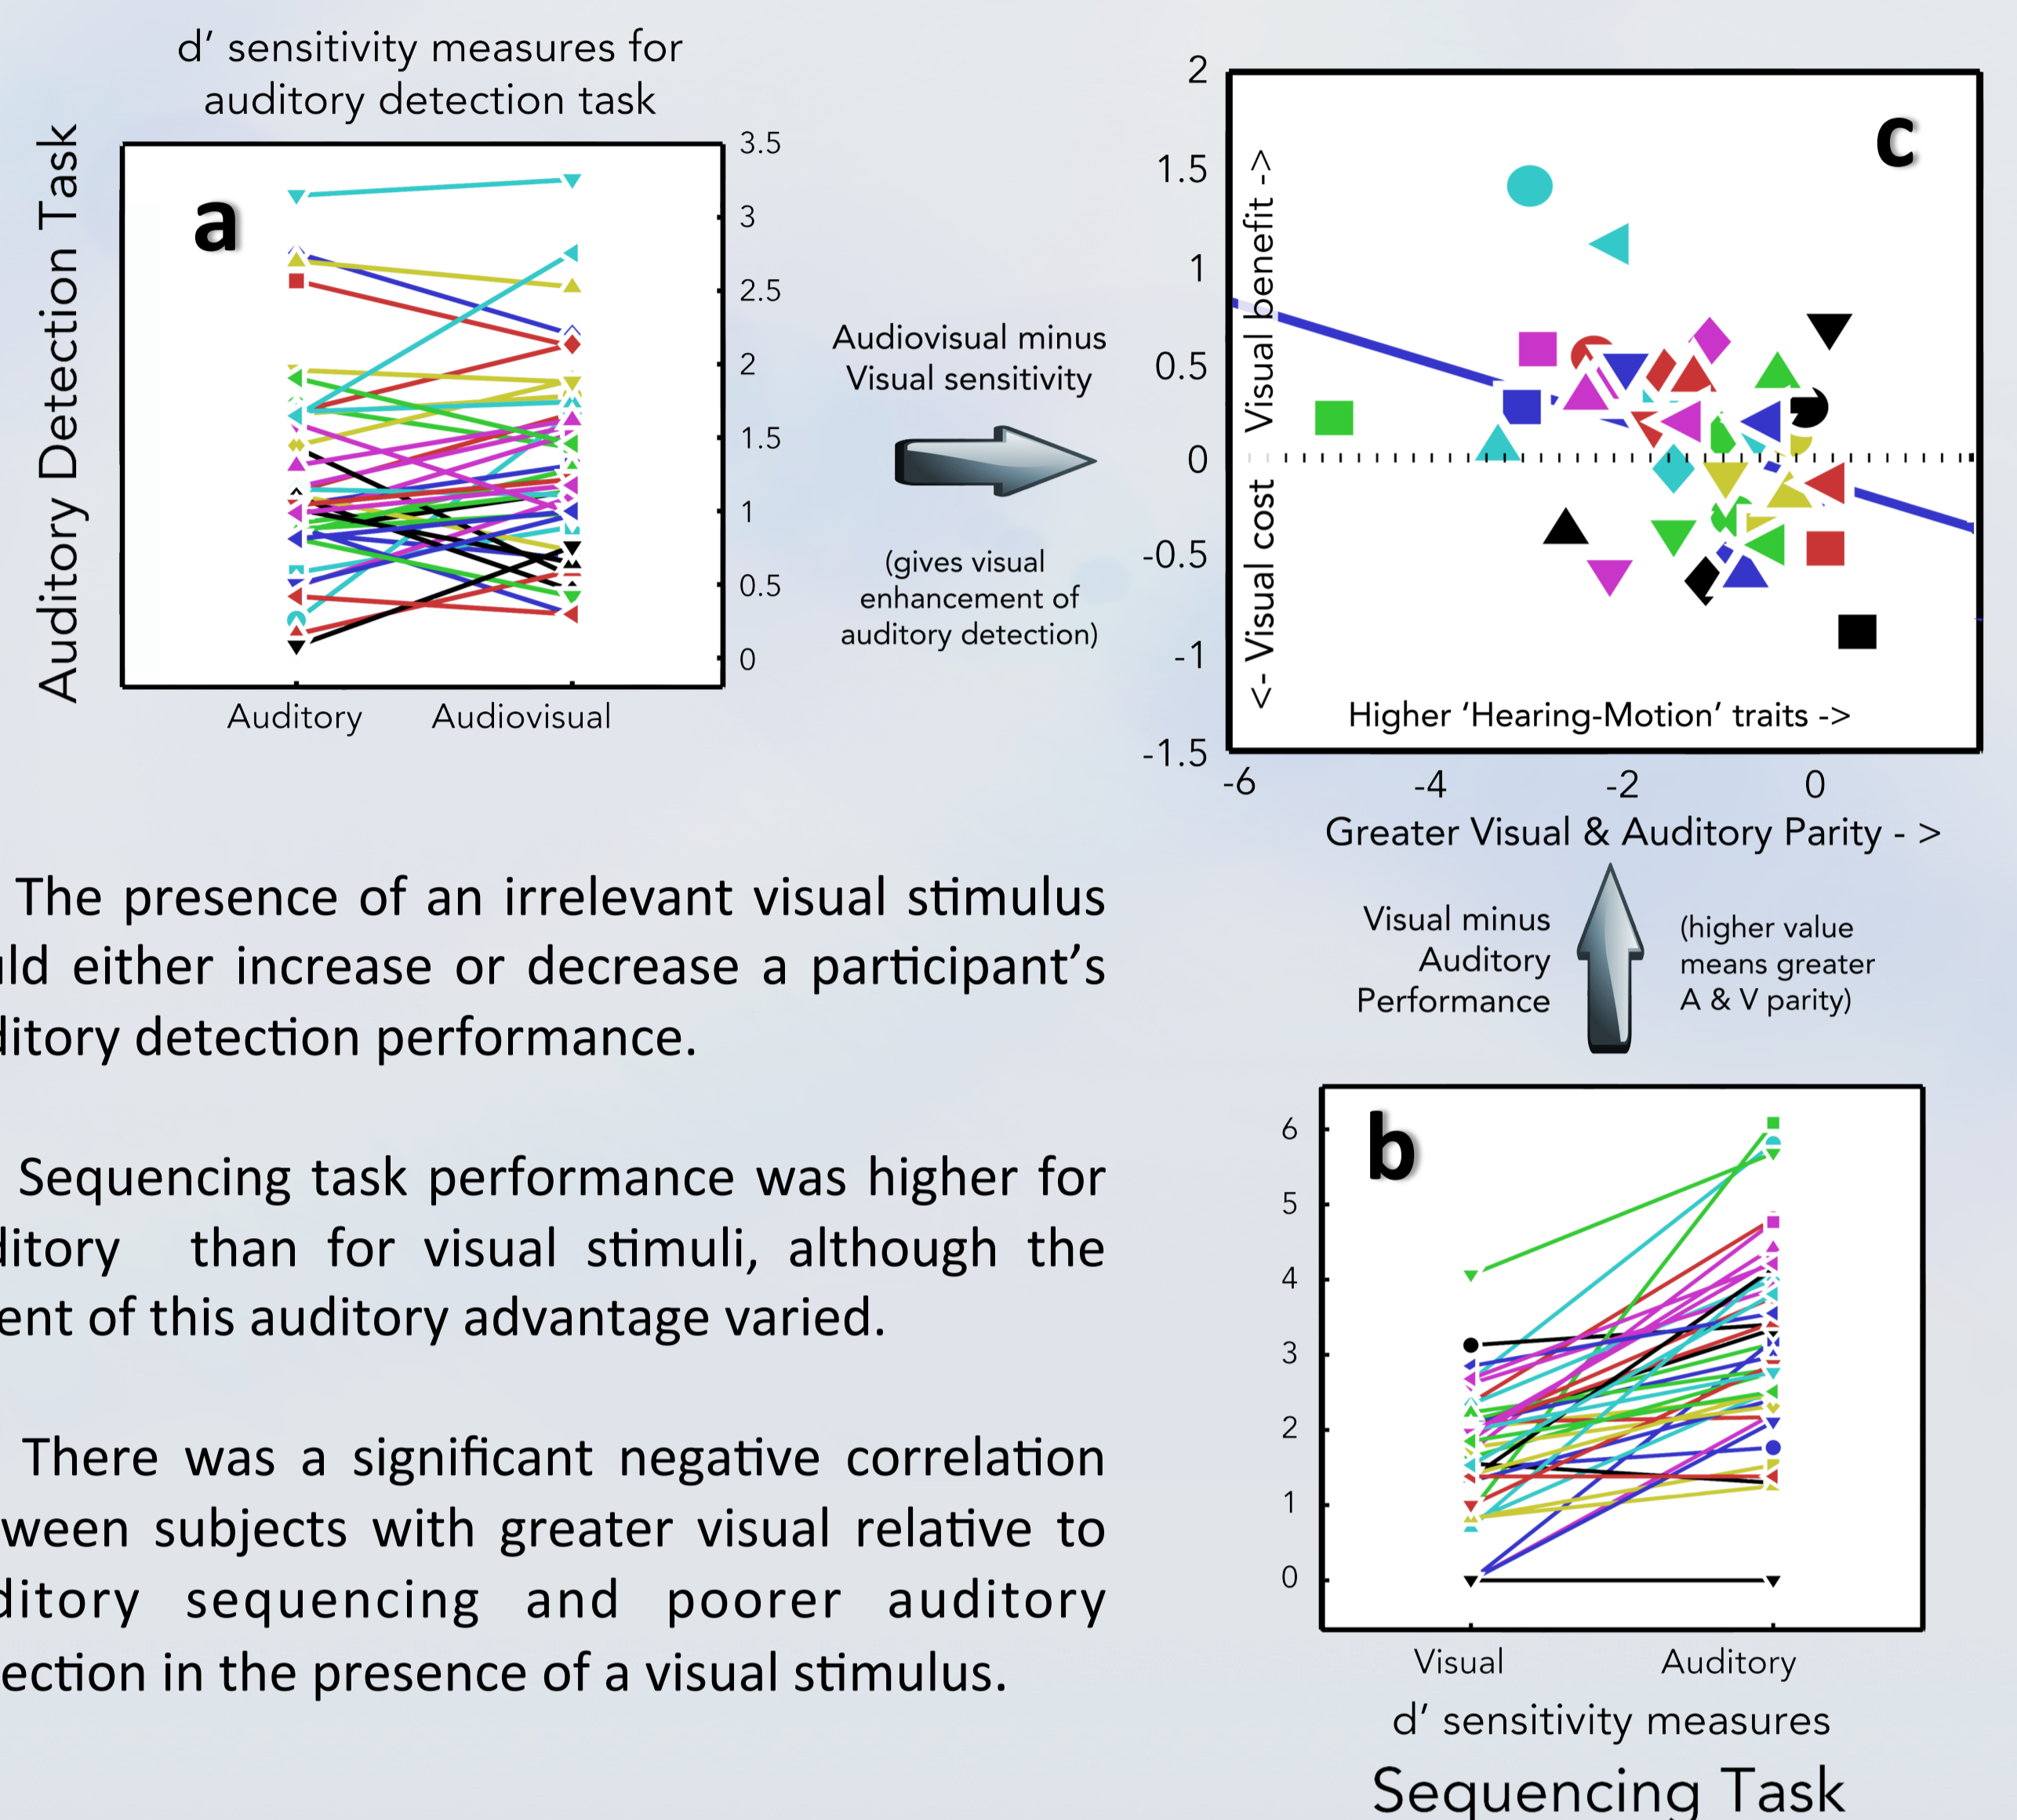 d’ sensitivity measures for
auditory detection task
Auditory Detection Task
a
3.5
3
2.5
2
1.5
1
0.5
0
Auditory
Audiovisual
Audiovisual minus
Visual sensitivity
(gives visual
enhancement of
auditory detection)
c
2
1.5
1
0.5
0
-0.5
-1
-1.5
<- Visual cost   Visual benefit ->
Higher ‘Hearing-Motion’ traits ->
-6
-4
-2
0
Greater Visual & Auditory Parity - >
Visual minus
Auditory
Performance
(higher value
means greater
A & V parity)
The presence of an irrelevant visual stimulus
uld either increase or decrease a participant’s
ditory detection performance.
Sequencing task performance was higher for
ditory than for visual stimuli, although the
ent of this auditory advantage varied.
There was a significant negative correlation
ween subjects with greater visual relative to
ditory sequencing and poorer auditory
ection in the presence of a visual stimulus.
b
6
5
4
3
2
1
0
Visual
Auditory
d’ sensitivity measures
Sequencing Task